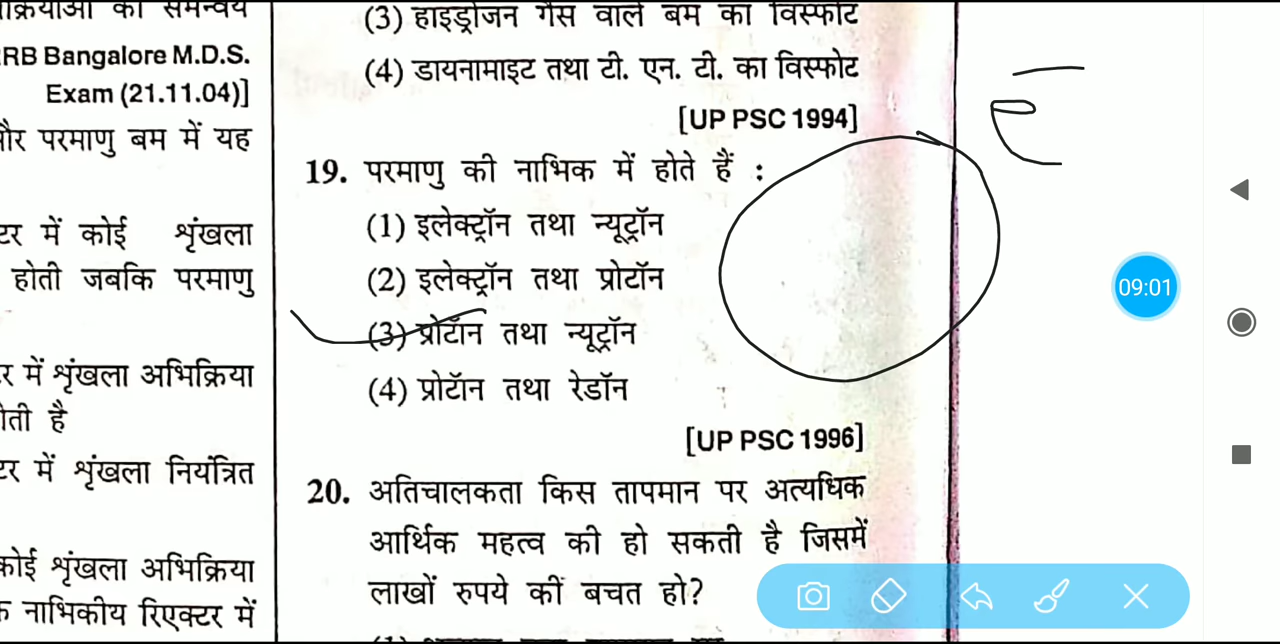 की समन्वय
RB Bangalore M.D.S.
Exam (21.11.04)]
और परमाणु बम में यह
टर में कोई शृंखला
होती जबकि परमाणु
र में शृंखला अभिक्रिया
होती है
टर में शृंखला नियंत्रित
कोई शृंखला अभिक्रिया
नाभिकीय रिएक्टर में
(3) हाइड्रोजन गैस वाले बम का विस्फोट
(4) डायनामाइट तथा टी. एन. टी. का विस्फोट
[UP PSC 1994]
19. परमाणु की नाभिक में होते हैं :
(1) इलेक्ट्रॉन तथा न्यूट्रॉन
(2) इलेक्ट्रॉन तथा प्रोटॉन
(3) प्रोटॉन तथा न्यूट्रॉन
(4) प्रोटॉन तथा रेडॉन
[UP PSC 1996]
20. अतिचालकता किस तापमान पर अत्यधिक
आर्थिक महत्व की हो सकती है जिसमें
लाखों रुपये कीं बचत हो?
e
09:01